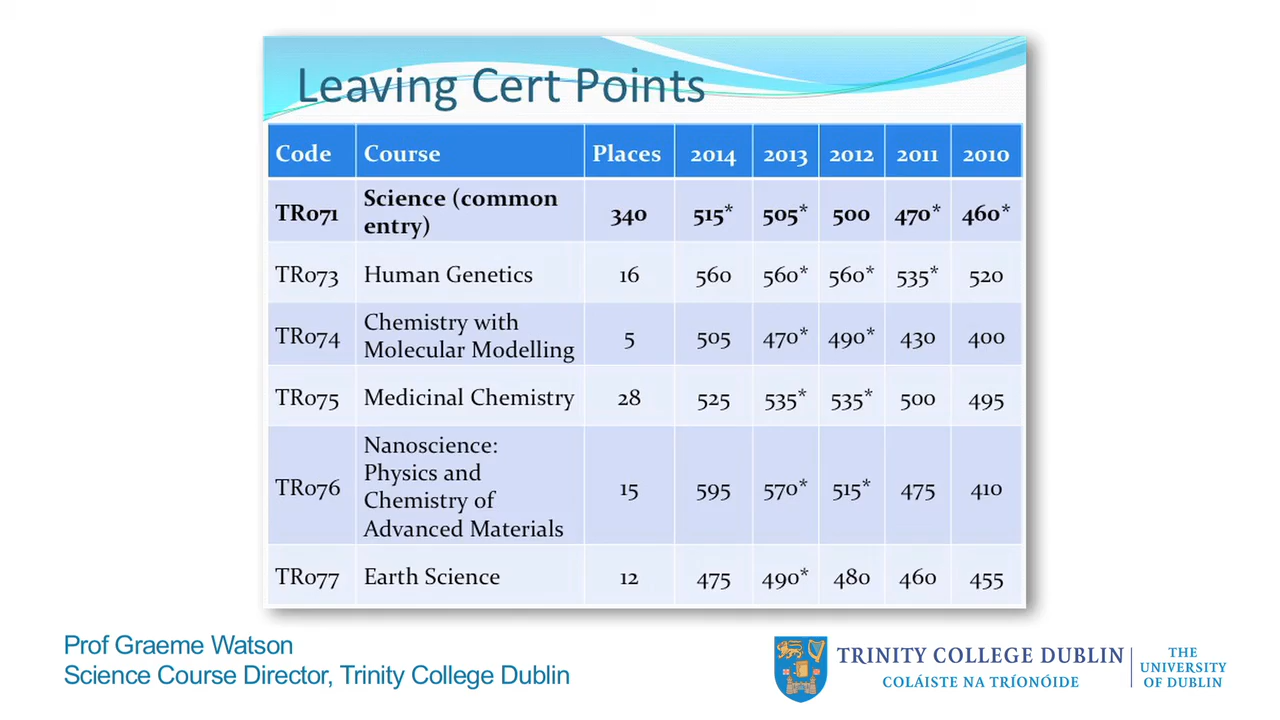 Leaving Cert Points
Code Course Places 2014 2013 2012 2011 2010
TR071 Science (common entry) 340 515* 505* 500 470* 460*
TR073 Human Genetics 16 560 560* 560* 535* 520
TR074 Chemistry with Molecular Modelling 5 505 470* 490* 430 400
TR075 Medicinal Chemistry 28 525 535* 535* 500 495
TR076 Nanoscience: Physics and Chemistry of Advanced Materials 15 595 570* 515* 475 410
TR077 Earth Science 12 475 490* 480 460 455
Prof Graeme Watson
Science Course Director, Trinity College Dublin
TRINITY COLLEGE DUBLIN
COLÁISTE NA TRÍONÓIDE
THE
UNIVERSITY
OF DUBLIN